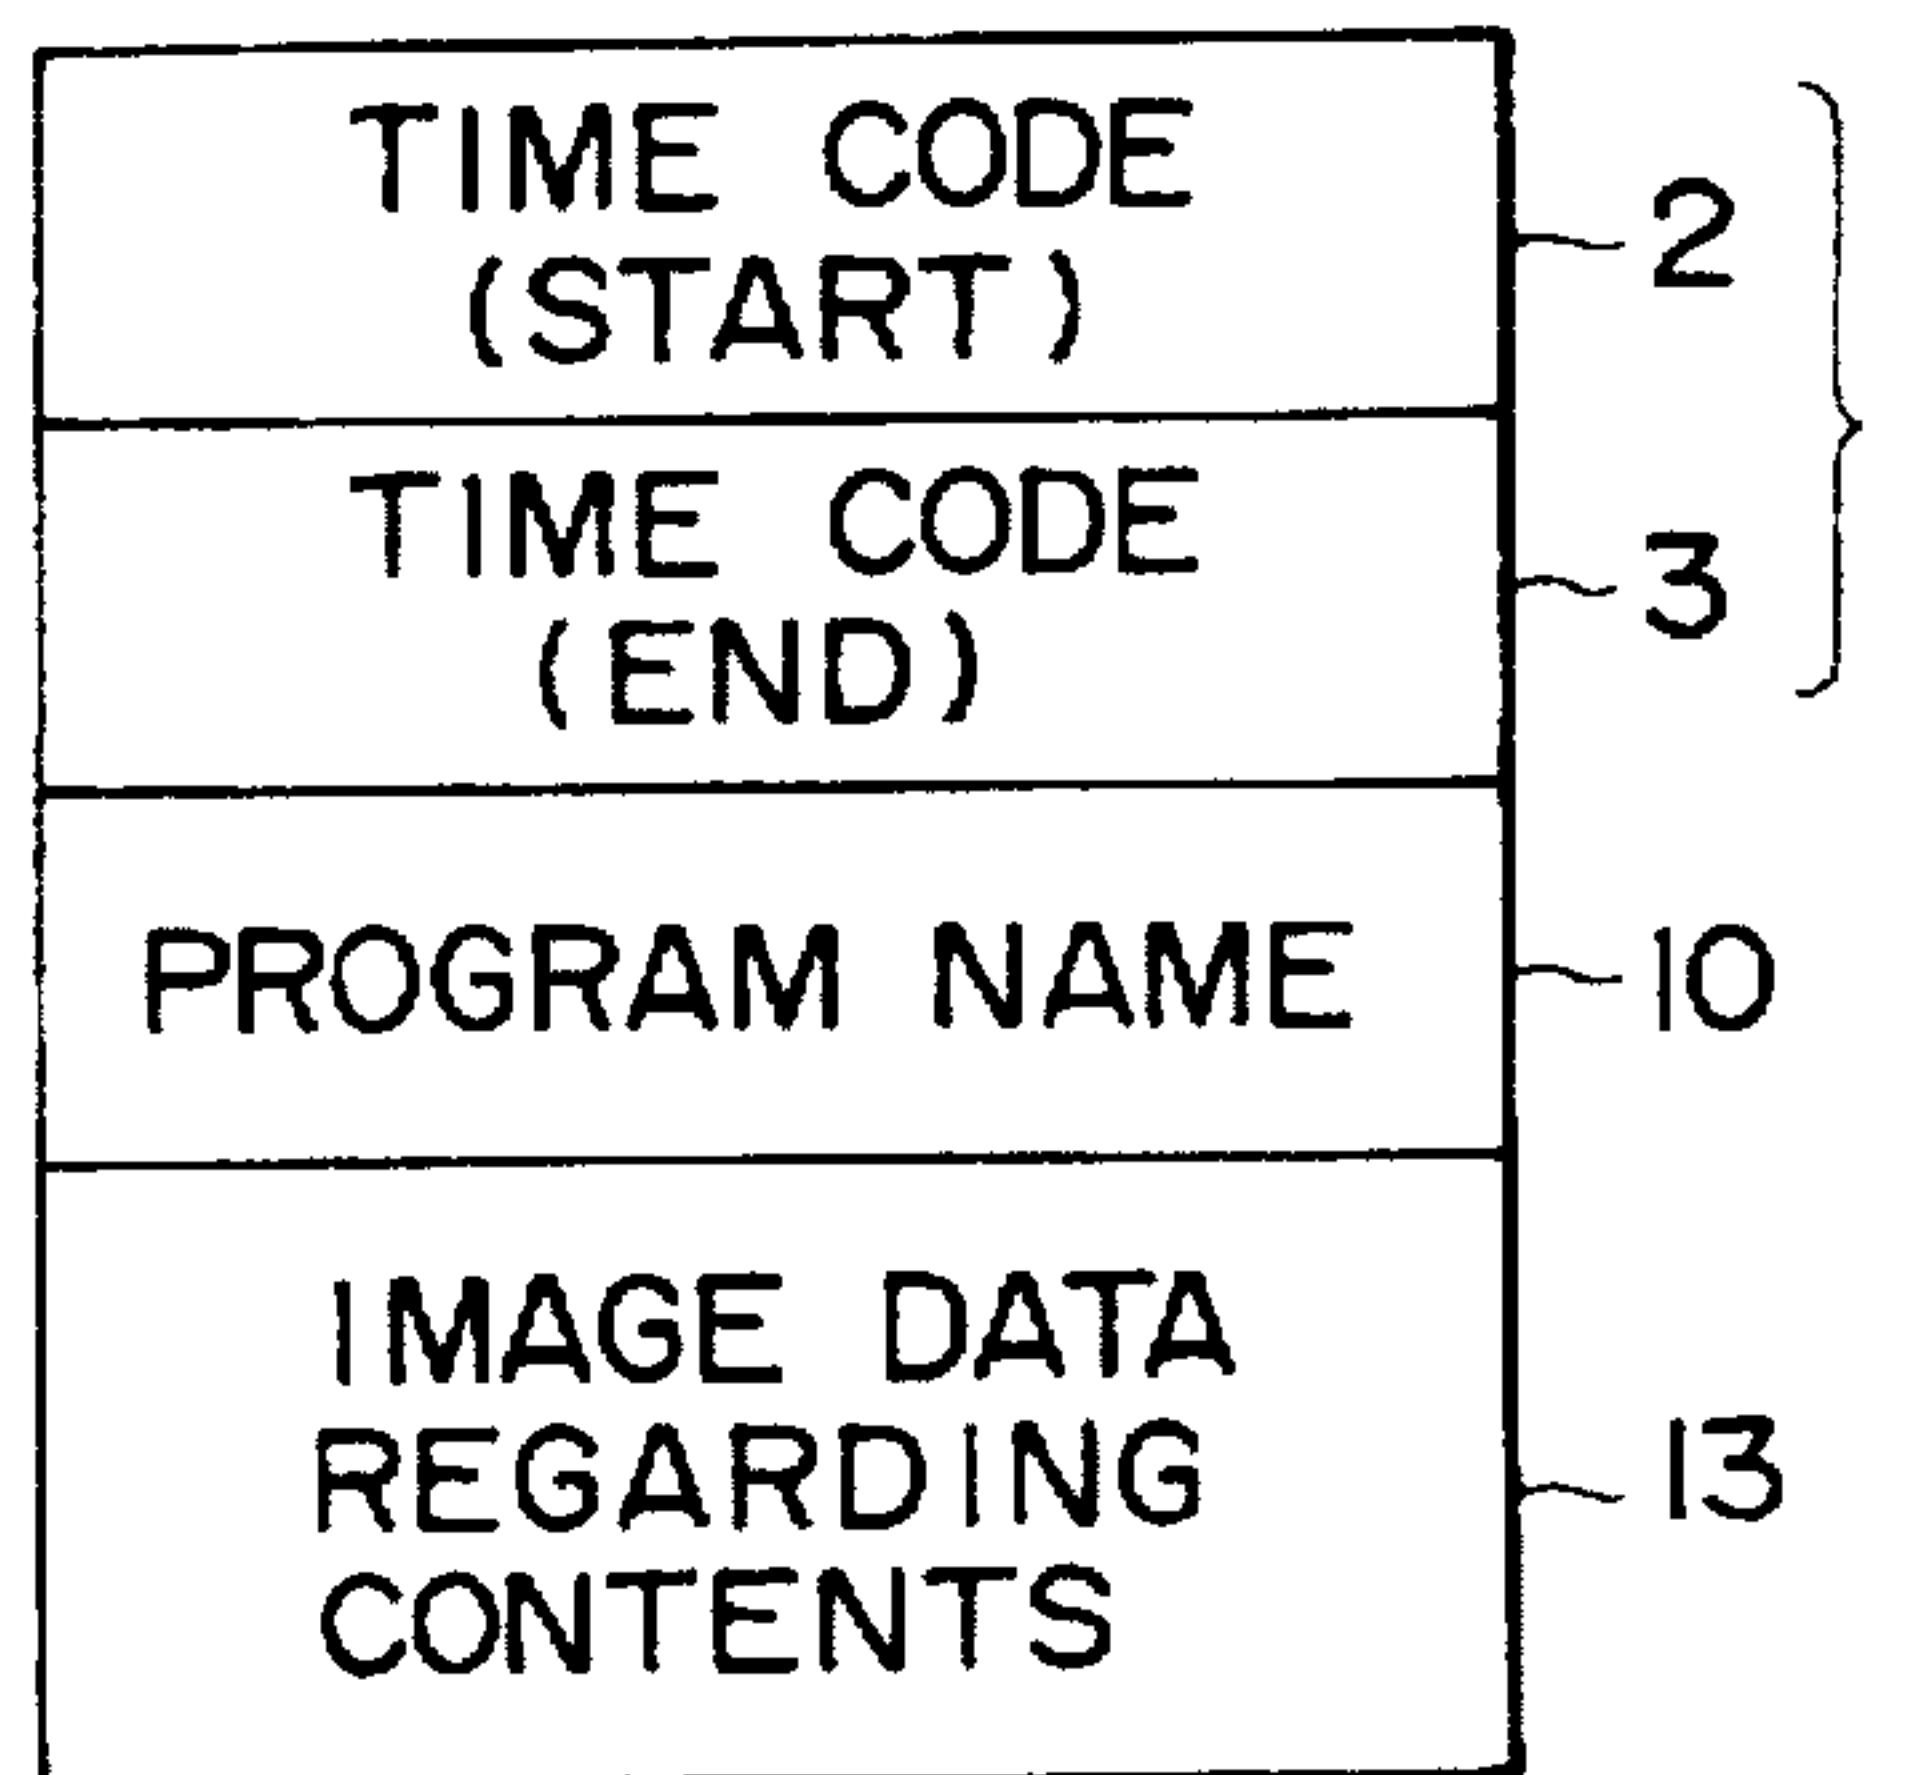 TIME CODE
(START)
2
TIME CODE
(END)
3
PROGRAM NAME
10
IMAGE DATA
REGARDING
CONTENTS
13